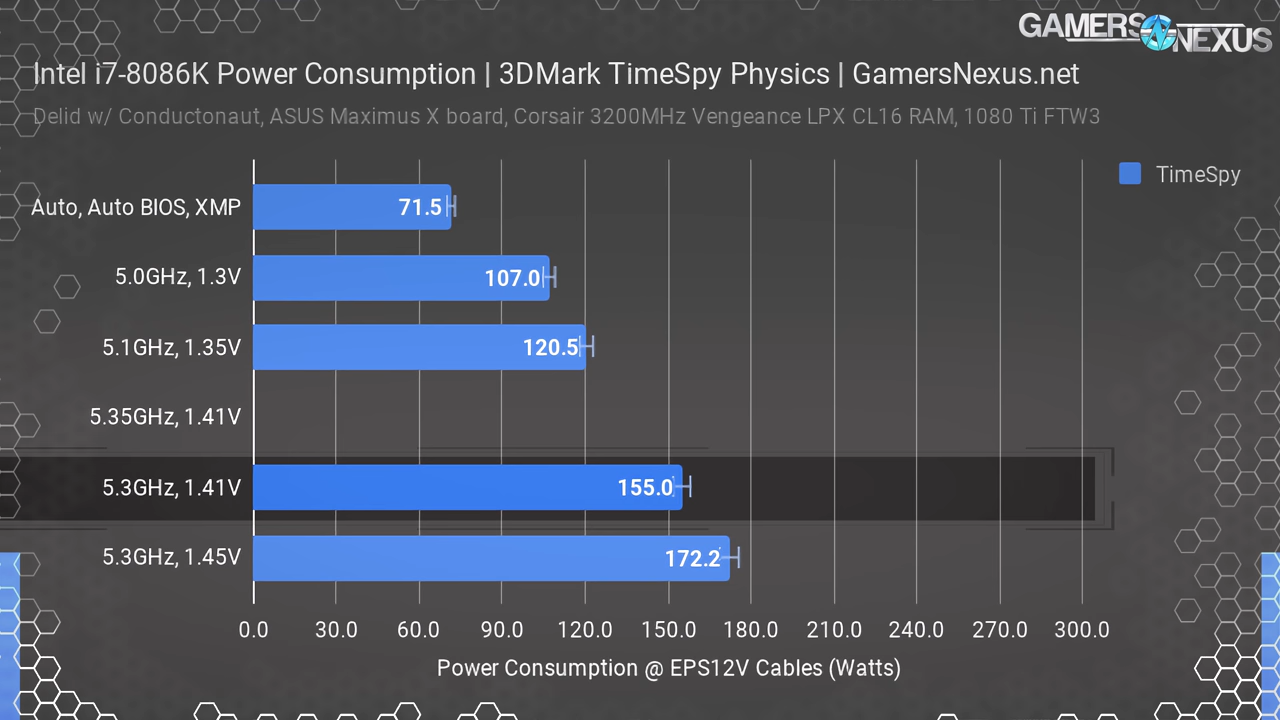 GAMERS NEXUS
Intel i7-8086K Power Consumption | 3DMark TimeSpy Physics | GamersNexus.net
Delid w/ Conductonaut, ASUS Maximus X board, Corsair 3200MHz Vengeance LPX CL16 RAM, 1080 Ti FTW3
TimeSpy
Auto, Auto BIOS, XMP 71.5
5.0GHz, 1.3V 107.0
5.1GHz, 1.35V 120.5
5.35GHz, 1.41V
5.3GHz, 1.41V 155.0
5.3GHz, 1.45V 172.2
0.0 30.0 60.0 90.0 120.0 150.0 180.0 210.0 240.0 270.0 300.0
Power Consumption @ EPS12V Cables (Watts)